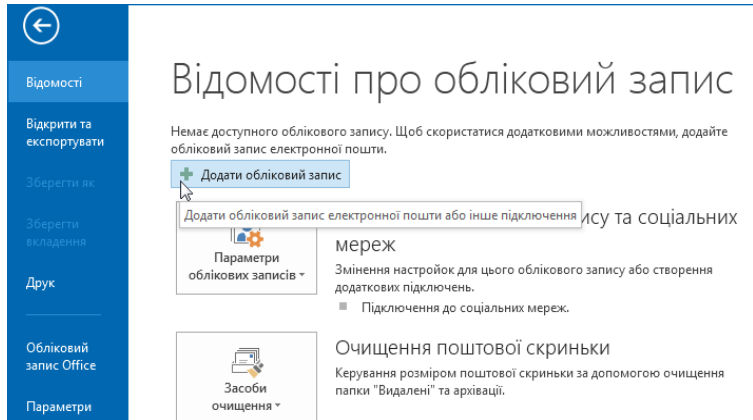 Відомості
Відкрити та
експортувати
Зберегти як
Зберегти
вкладення
Друк
Обліковий
запис Office
Параметри
Відомості про обліковий запис
Немає доступного облікового запису. Щоб скористатися додатковими можливостями, додайте
обліковий запис електронної пошти.
Додати обліковий запис
Додати обліковий запис електронної пошти або інше підключення
ису та соціальних
мереж
Параметри
облікових записів
Змінення настройок для цього облікового запису або створення
додаткових підключень.
Підключення до соціальних мереж.
Засоби
очищення
Очищення поштової скриньки
Керування розміром поштової скриньки за допомогою очищення
папки "Видалені" та архівації.